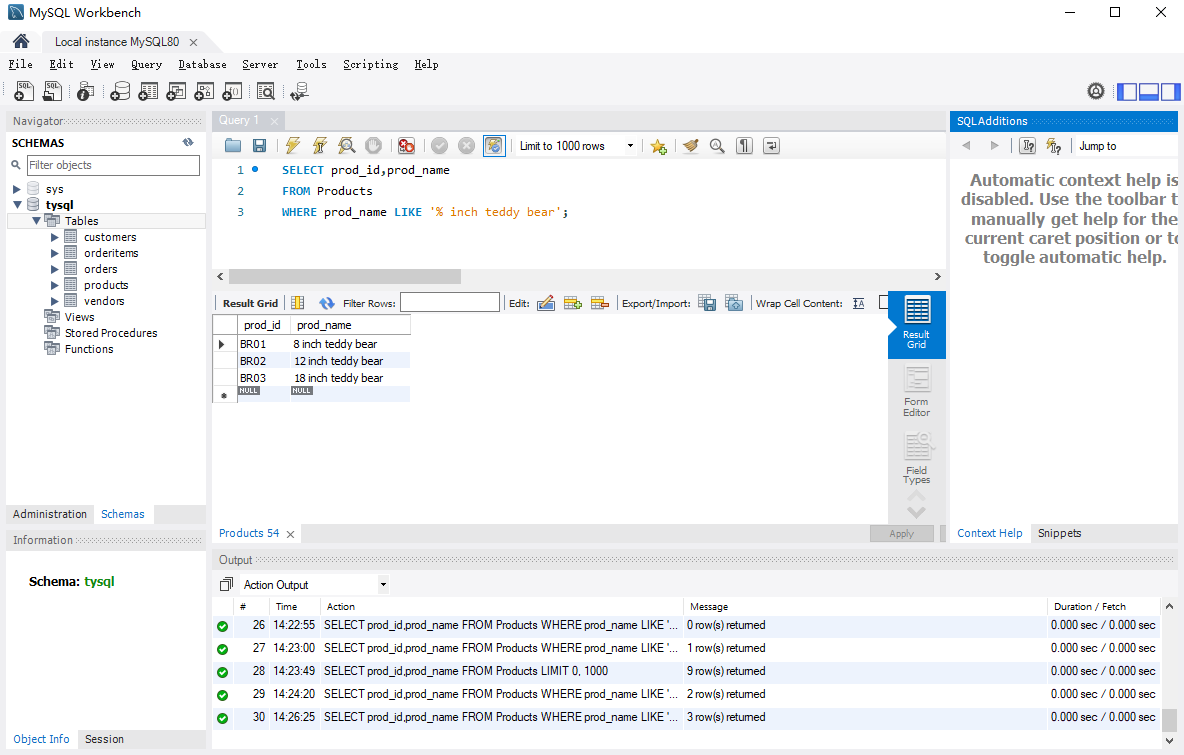 MySQL Workbench
Local instance MySQL80
File Edit View Query Database Server Tools Scripting Help
Navigator
SCHEMAS
Filter objects
sys
tysql
Tables
customers
orderitems
orders
products
vendors
Views
Stored Procedures
Functions
Administration Schemas
Information
Schema: tysql
Object Info Session
Query 1
Limit to 1000 rows
1 SELECT prod_id,prod_name
2 FROM Products
3 WHERE prod_name LIKE '% inch teddy bear';
Result Grid Filter Rows: Edit: Export/Import: Wrap Cell Content:
prod_id prod_name
BR01 8 inch teddy bear
BR02 12 inch teddy bear
BR03 18 inch teddy bear
NULL NULL
Result
Grid
Form
Editor
Field
Types
Products 54
Apply
SQLAdditions
Jump to
Automatic context help is
disabled. Use the toolbar t
manually get help for the
current caret position or to
toggle automatic help.
Context Help Snippets
Output
Action Output
# Time Action Message Duration / Fetch
26 14:22:55 SELECT prod_id,prod_name FROM Products WHERE prod_name LIKE '... 0 row(s) returned 0.000 sec / 0.000 sec
27 14:23:00 SELECT prod_id,prod_name FROM Products WHERE prod_name LIKE '... 1 row(s) returned 0.000 sec / 0.000 sec
28 14:23:49 SELECT prod_id,prod_name FROM Products LIMIT 0, 1000 9 row(s) returned 0.000 sec / 0.000 sec
29 14:24:20 SELECT prod_id,prod_name FROM Products WHERE prod_name LIKE '... 2 row(s) returned 0.000 sec / 0.000 sec
30 14:26:25 SELECT prod_id,prod_name FROM Products WHERE prod_name LIKE '... 3 row(s) returned 0.000 sec / 0.000 sec